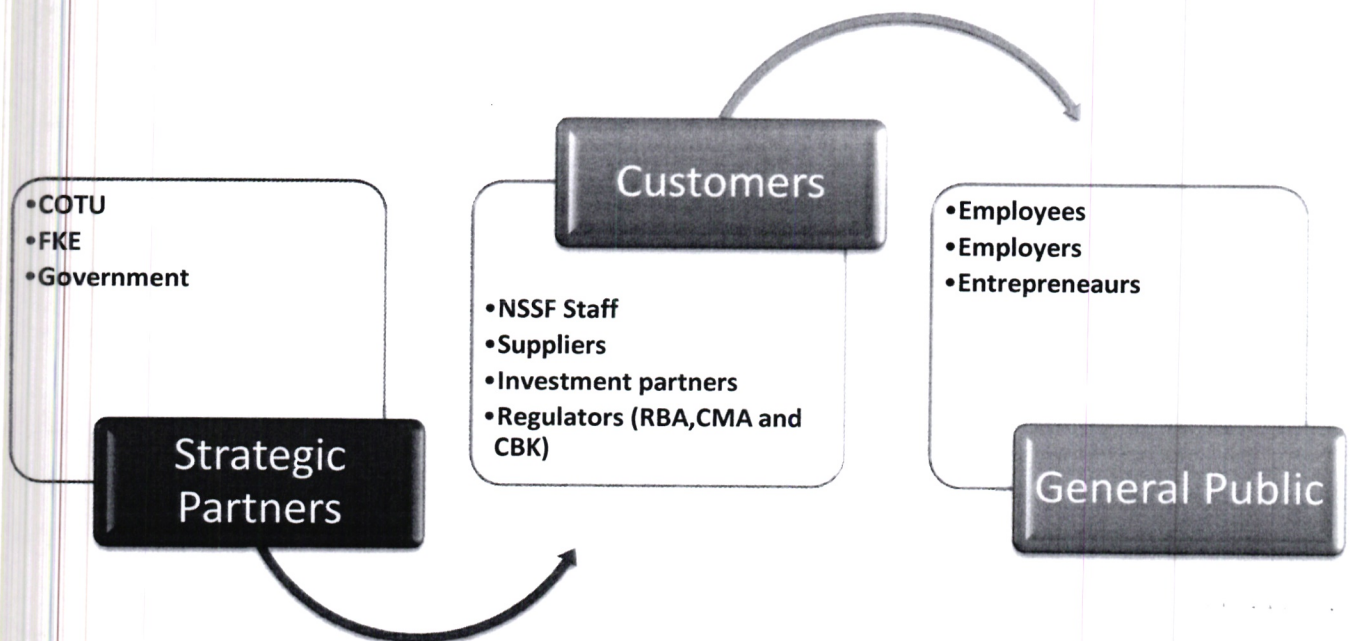 •COTU
•FKE
•Government
Strategic
Partners
Customers
•NSSF Staff
•Suppliers
•Investment partners
•Regulators (RBA,CMA and
CBK)
•Employees
•Employers
•Entrepreneaurs
General Public